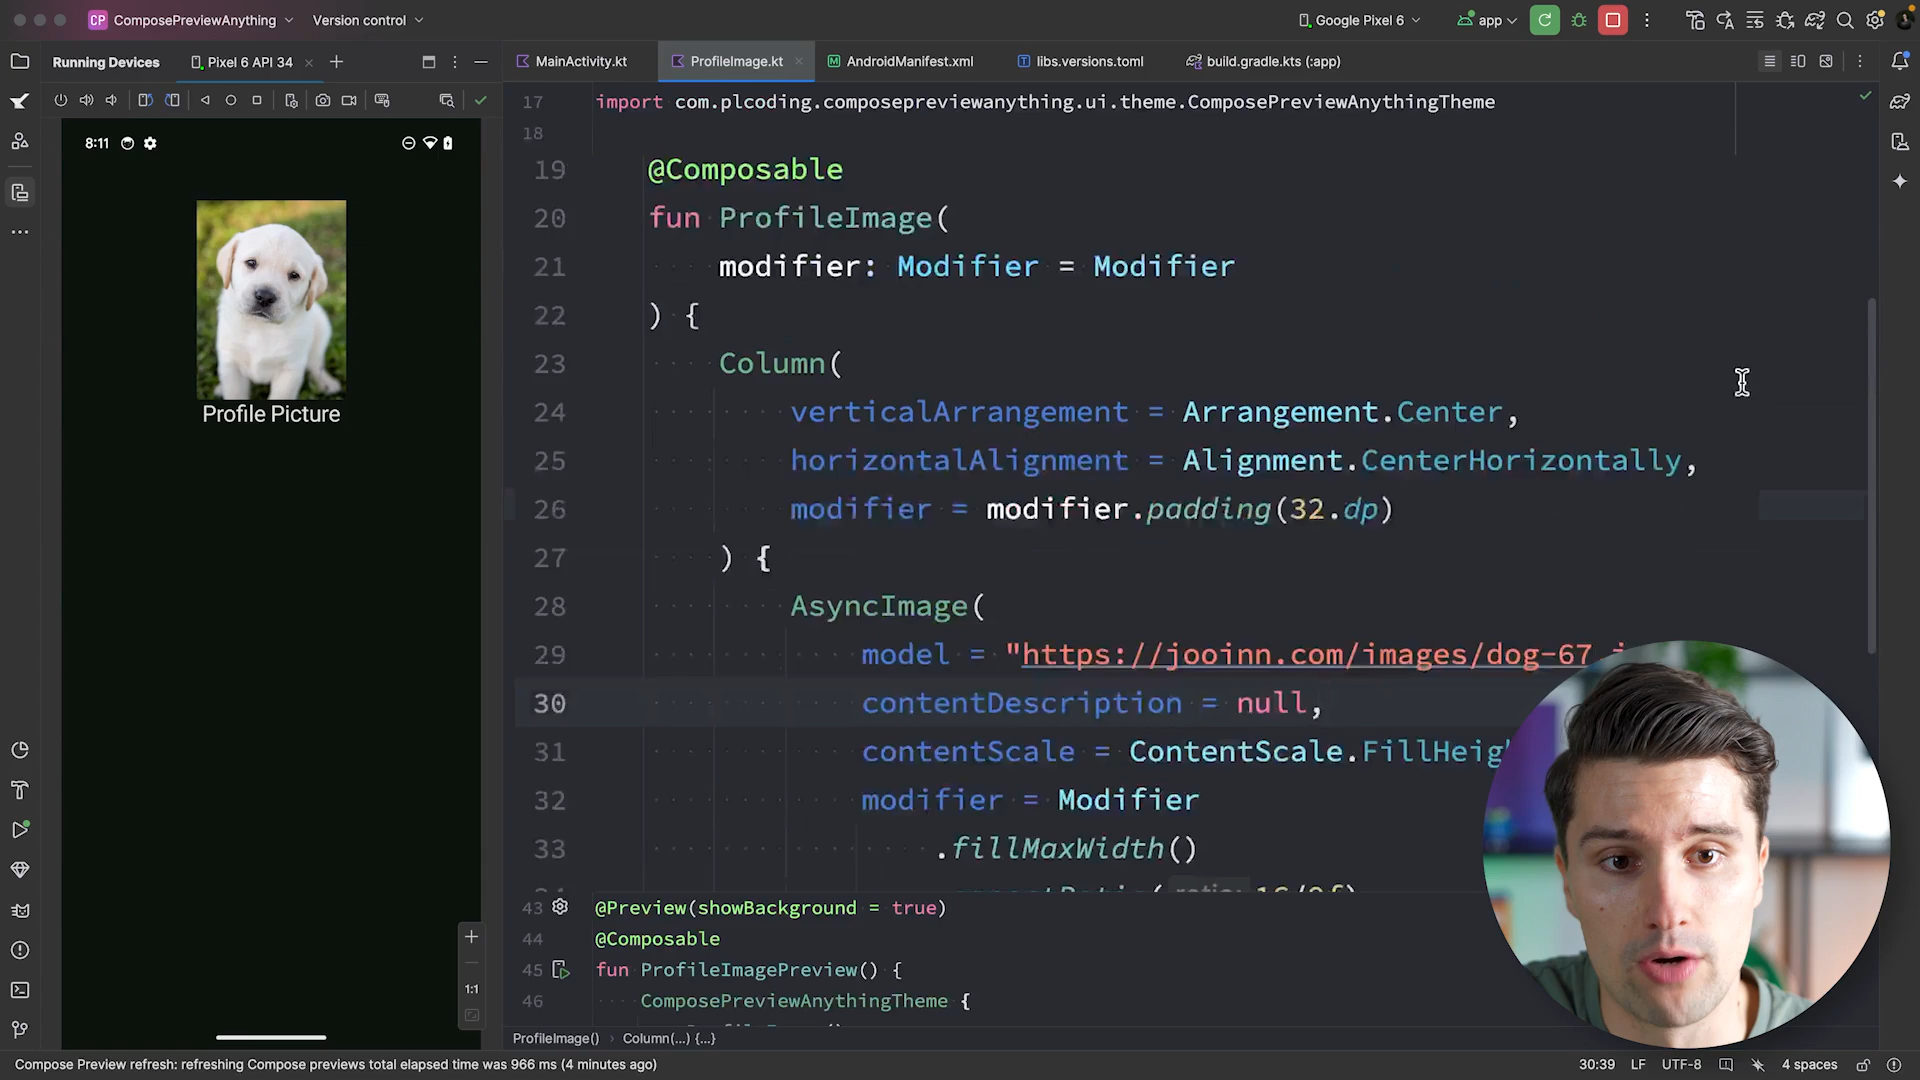 CP ComposePreviewAnything
Version control
Google Pixel 6
app
Running Devices
Pixel 6 API 34
MainActivity.kt
ProfileImage.kt
AndroidManifest.xml
libs.versions.toml
build.gradle.kts (:app)
8:11
Profile Picture
1:1
17 import com.plcoding.composepreviewanything.ui.theme.ComposePreviewAnythingTheme
18
19 @Composable
20 fun ProfileImage(
21 modifier: Modifier = Modifier
22 ) {
23 Column(
24 verticalArrangement = Arrangement.Center,
25 horizontalAlignment = Alignment.CenterHorizontally,
26 modifier = modifier.padding(32.dp)
27 ) {
28 AsyncImage(
29 model = "https://jooinn.com/images/dog-67
30 contentDescription = null,
31 contentScale = ContentScale.FillHeigh
32 modifier = Modifier
33 .fillMaxWidth()
43 @Preview(showBackground = true)
44 @Composable
45 fun ProfileImagePreview() {
46 ComposePreviewAnythingTheme {
ProfileImage()
Column(...) {...}
Compose Preview refresh: refreshing Compose previews total elapsed time was 966 ms (4 minutes ago)
30:39
LF
UTF-8
4 spaces